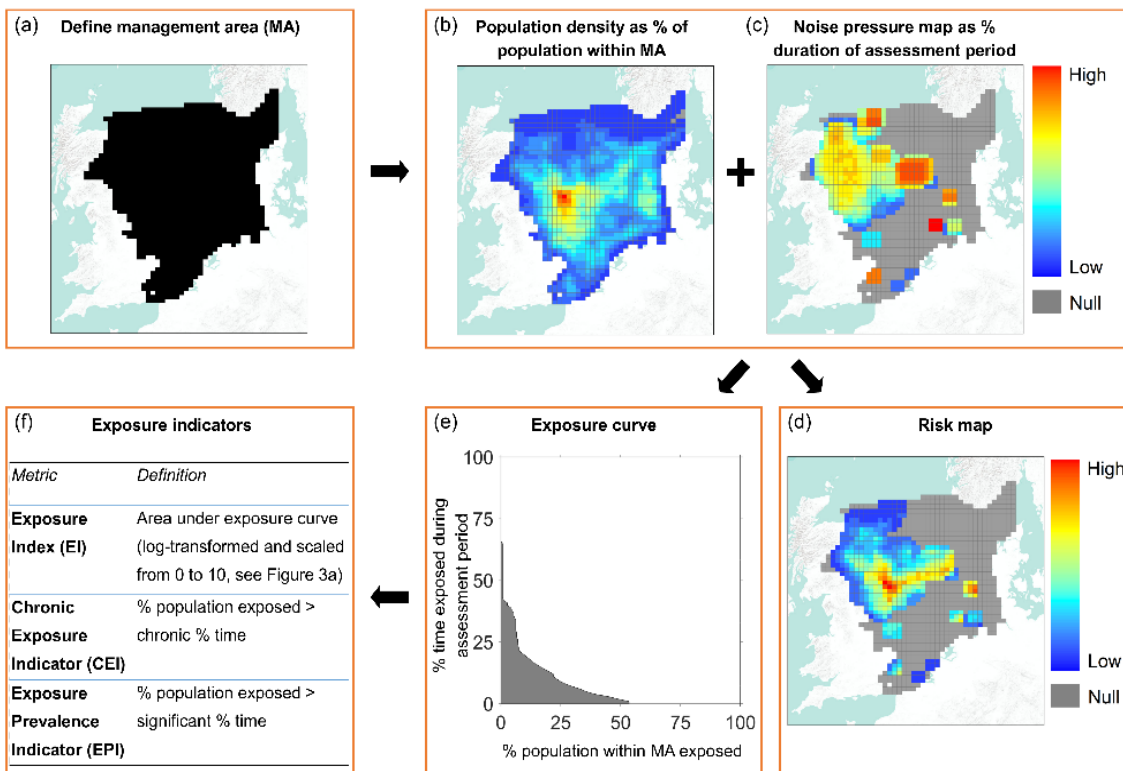 (a) Define management area (MA)
(b) Population density as % of
population within MA
(c) Noise pressure map as %
duration of assessment period
High
Low
Null
(f) Exposure indicators
Metric Definition
Exposure Area under exposure curve
Index (EI) (log-transformed and scaled
from 0 to 10, see Figure 3a)
Chronic % population exposed >
Exposure chronic % time
Indicator (CEI)
Exposure % population exposed >
Prevalence significant % time
Indicator (EPI)
(e) Exposure curve
% time exposed during
assessment period
100
75
50
25
0
0 25 50 75 100
% population within MA exposed
(d) Risk map
High
Low
Null